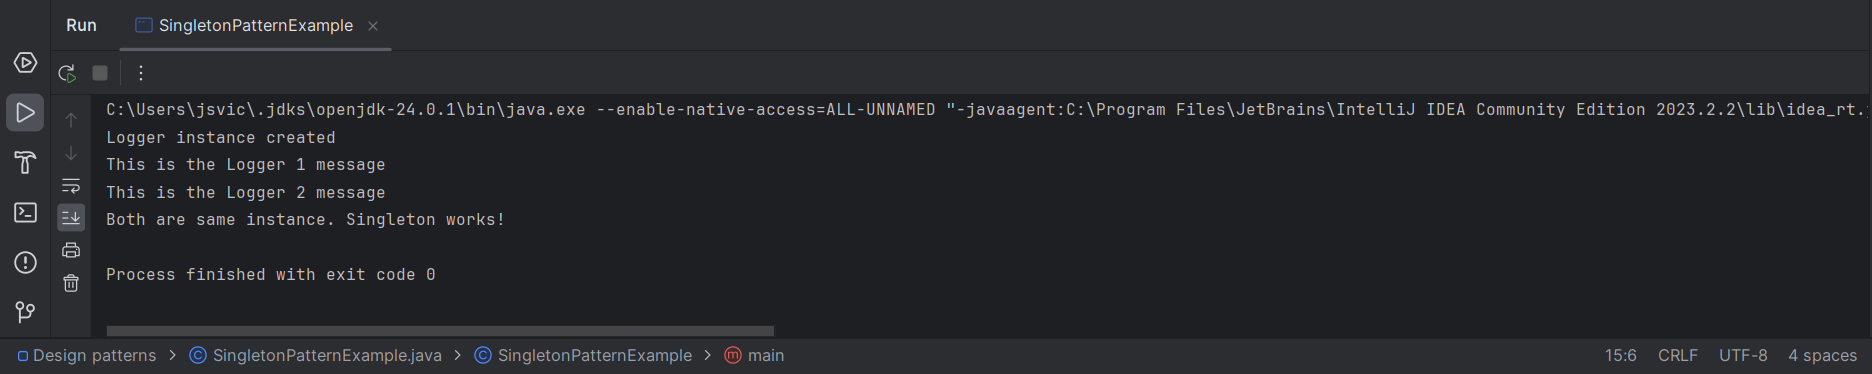 Run SingletonPatternExample
C:\Users\jsvic\.jdks\openjdk-24.0.1\bin\java.exe --enable-native-access=ALL-UNNAMED "-javaagent:C:\Program Files\JetBrains\IntelliJ IDEA Community Edition 2023.2.2\lib\idea_rt.
Logger instance created
This is the Logger 1 message
This is the Logger 2 message
Both are same instance. Singleton works!
Process finished with exit code 0
Design patterns > SingletonPatternExample.java > SingletonPatternExample > main 15:6 CRLF UTF-8 4 spaces